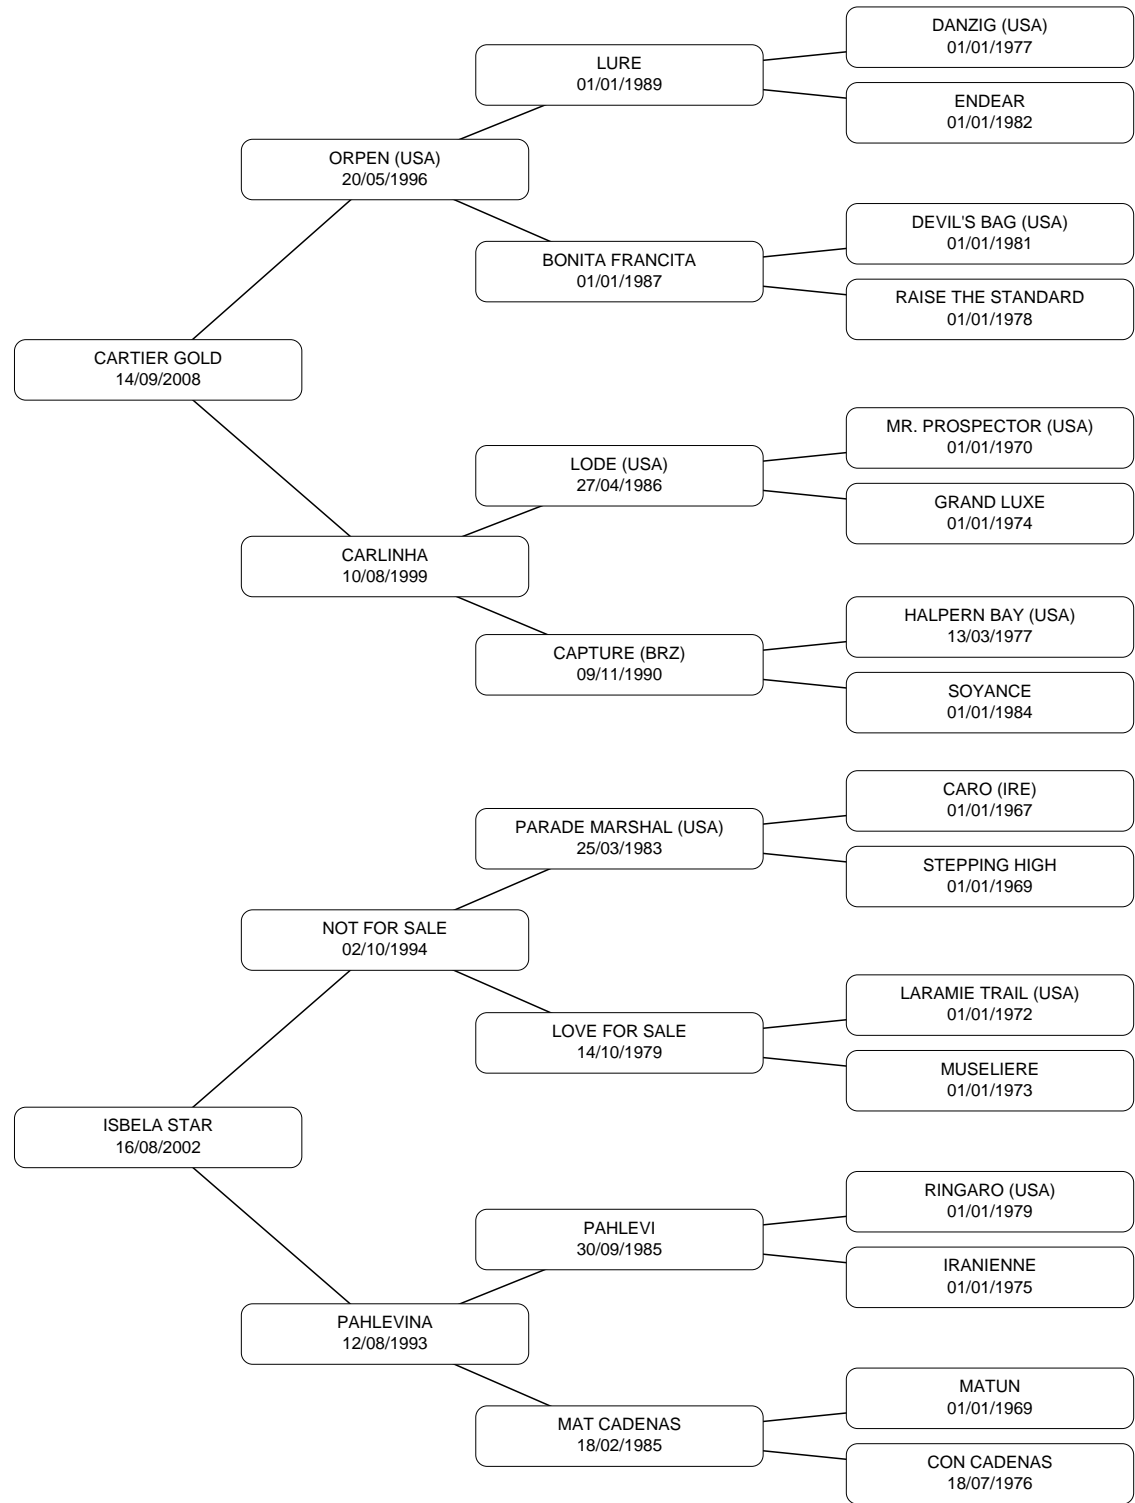 DANZIG (USA)
01/01/1977
LURE
01/01/1989
ENDEAR
01/01/1982
ORPEN (USA)
20/05/1996
DEVIL'S BAG (USA)
01/01/1981
BONITA FRANCITA
01/01/1987
RAISE THE STANDARD
01/01/1978
CARTIER GOLD
14/09/2008
MR. PROSPECTOR (USA)
01/01/1970
LODE (USA)
27/04/1986
GRAND LUXE
01/01/1974
CARLINHA
10/08/1999
HALPERN BAY (USA)
13/03/1977
CAPTURE (BRZ)
09/11/1990
SOYANCE
01/01/1984
CARO (IRE)
01/01/1967
PARADE MARSHAL (USA)
25/03/1983
STEPPING HIGH
01/01/1969
NOT FOR SALE
02/10/1994
LARAMIE TRAIL (USA)
01/01/1972
LOVE FOR SALE
14/10/1979
MUSELIERE
01/01/1973
ISBELA STAR
16/08/2002
RINGARO (USA)
01/01/1979
PAHLEVI
30/09/1985
IRANIENNE
01/01/1975
PAHLEVINA
12/08/1993
MATUN
01/01/1969
MAT CADENAS
18/02/1985
CON CADENAS
18/07/1976